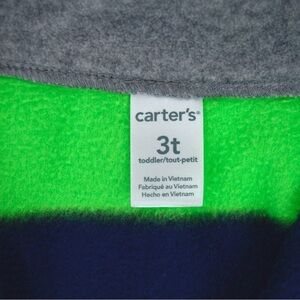 carter's®
3t
toddler/tout-petit
Made in Vietnam
Fabriqué au Vietnam
Hecho en Vietnam